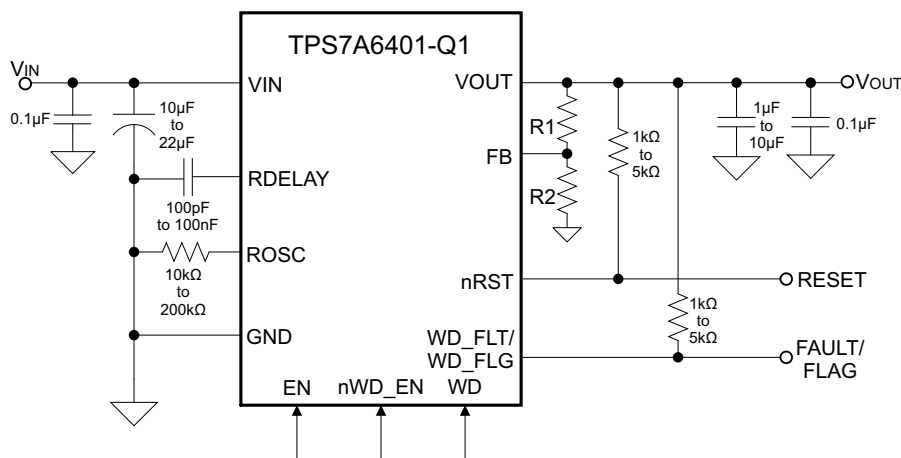 TPS7A6401-Q1
VIN
VIN
VOUT
VOUT
0.1µF
10µF
to
22µF
R1
1kΩ
to
5kΩ
1µF
to
10µF
0.1µF
FB
RDELAY
R2
100pF
to 100nF
ROSC
10kΩ
to
200kΩ
nRST
RESET
1kΩ
to
5kΩ
GND
WD_FLT/
WD_FLG
FAULT/
FLAG
EN
nWD_EN
WD